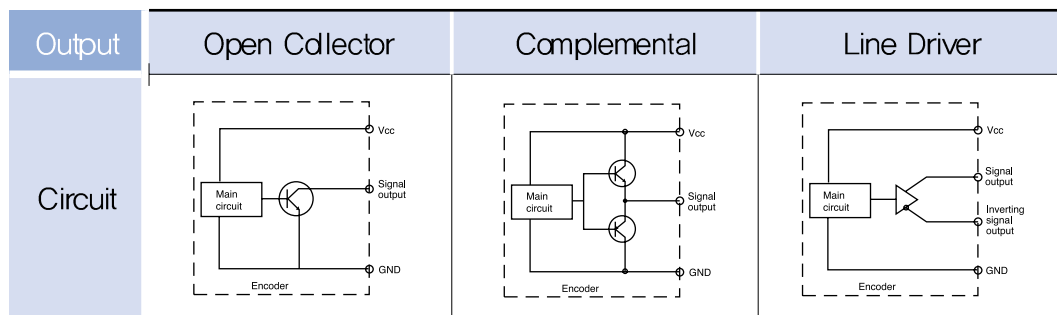 Output
Open Collector
Complemental
Line Driver
Circuit
Vcc
Signal
output
Main
circuit
GND
Encoder
Vcc
Main
circuit
Signal
output
GND
Encoder
Vcc
Signal
output
Main
circuit
Inverting
signal
output
GND
Encoder